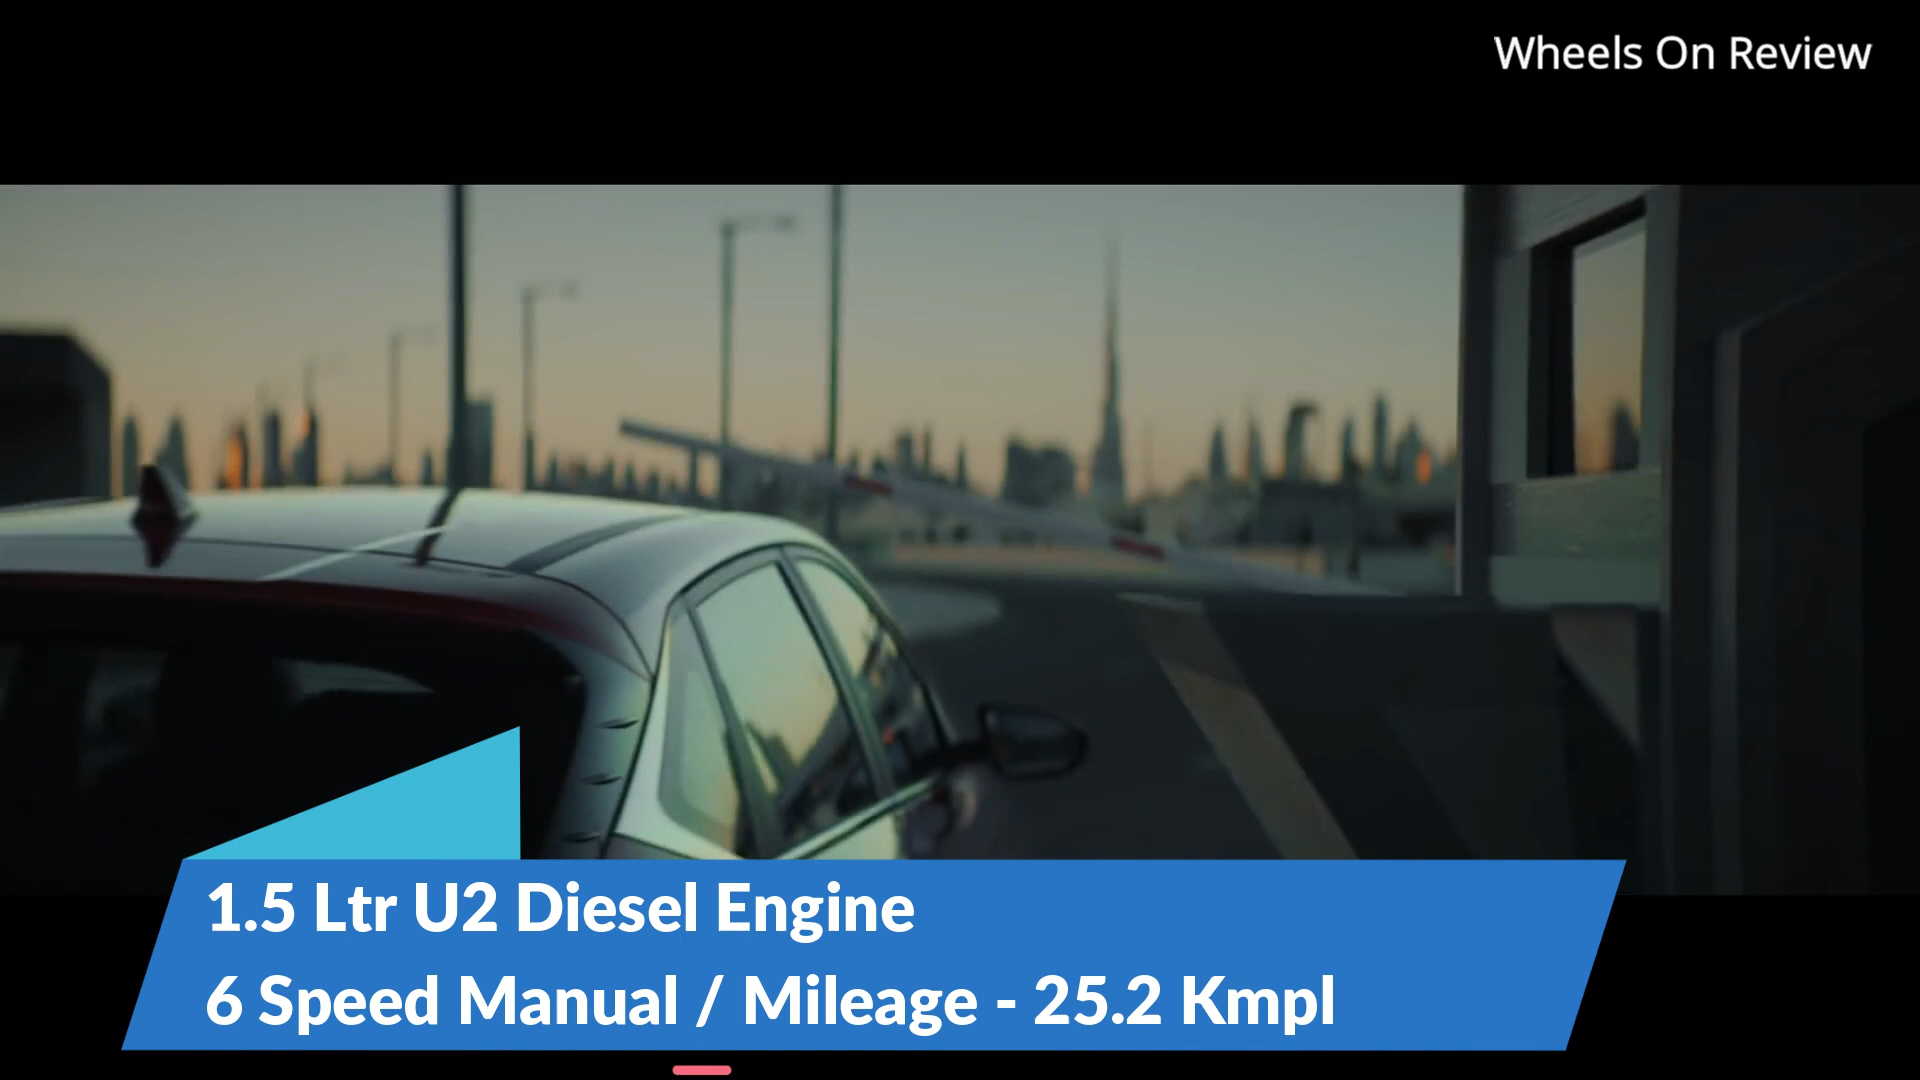 Wheels On Review
1.5 Ltr U2 Diesel Engine
6 Speed Manual / Mileage - 25.2 Kmpl